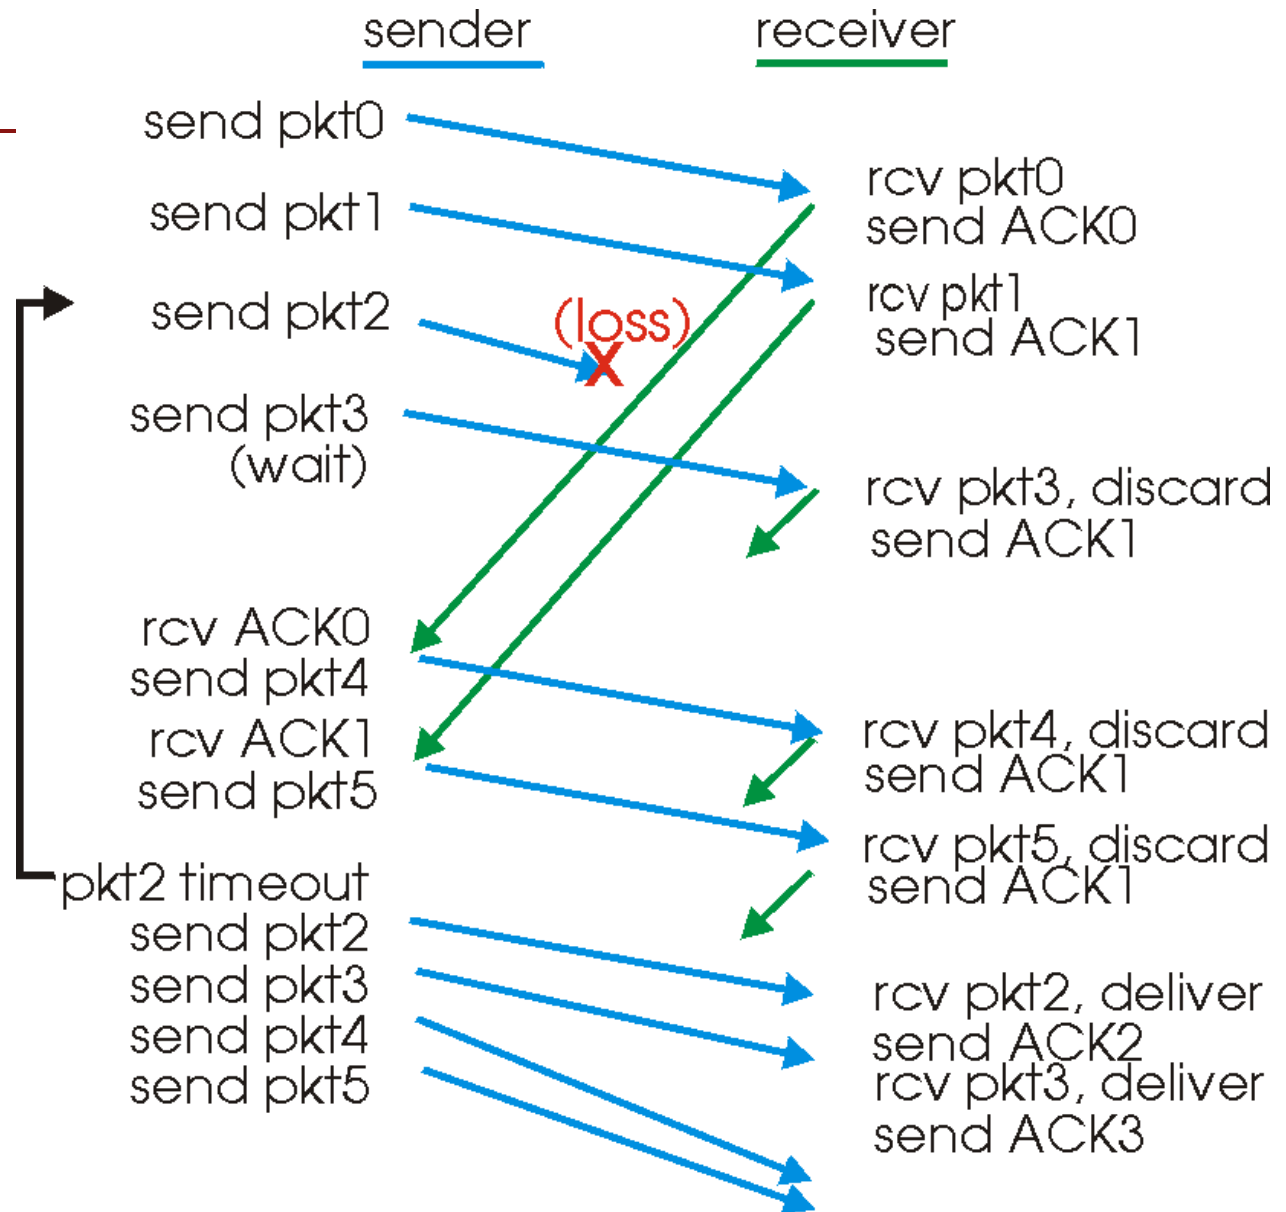 sender
receiver
send pkt0
rcv pkt0
send ACK0
send pkt1
rcv pkt1
send ACK1
send pkt2
(loss)
X
send pkt3
(wait)
rcv pkt3, discard
send ACK1
rcv ACK0
send pkt4
rcv ACK1
send pkt5
rcv pkt4, discard
send ACK1
rcv pkt5, discard
send ACK1
pkt2 timeout
send pkt2
send pkt3
send pkt4
send pkt5
rcv pkt2, deliver
send ACK2
rcv pkt3, deliver
send ACK3